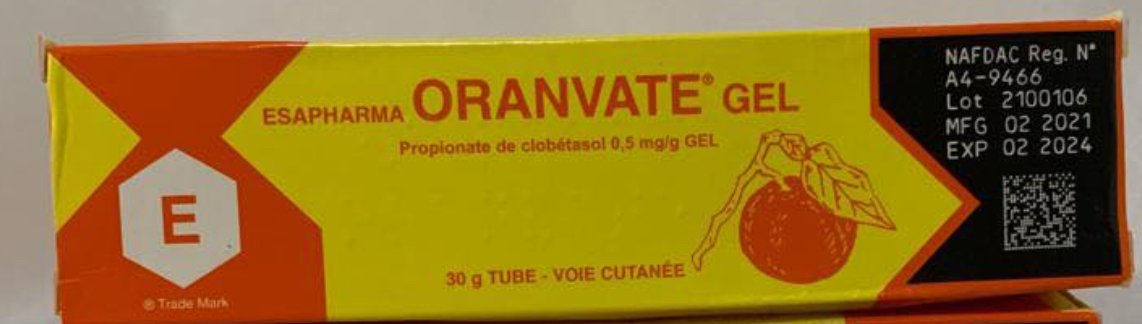 ESAPHARMA ORANVATE® GEL
Propionate de clobétasol 0,5 mg/g GEL
30 g TUBE - VOIE CUTANÉE
E
® Trade Mark
NAFDAC Reg. N°
A4-9466
Lot 2100106
MFG 02 2021
EXP 02 2024